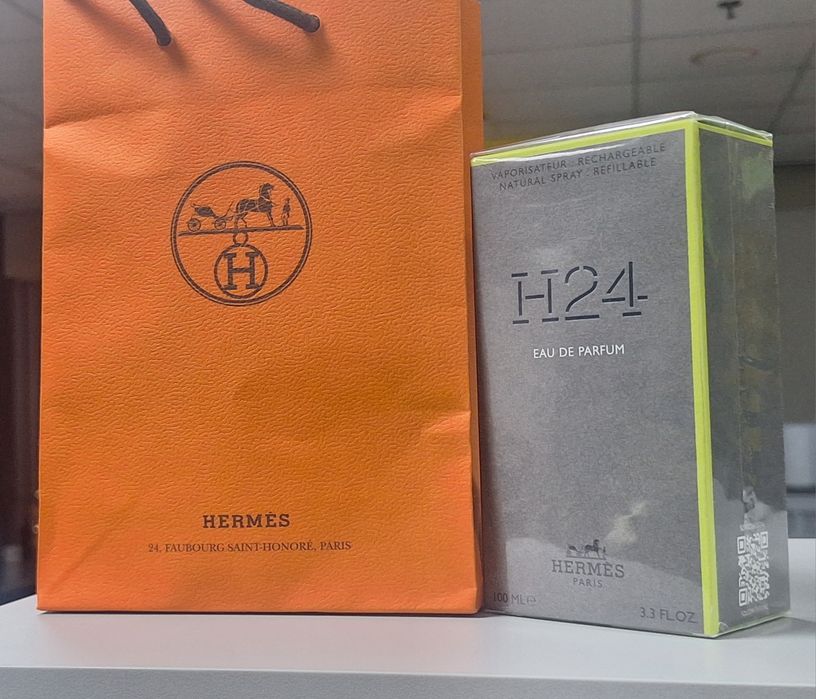 H
HERMÈS
24, FAUBOURG SAINT-HONORÉ, PARIS
VAPORISATEUR : RECHARGEABLE
NATURAL SPRAY : REFILLABLE
H24
EAU DE PARFUM
HERMÈS
PARIS
100 ML℮
3.3 FL.OZ.